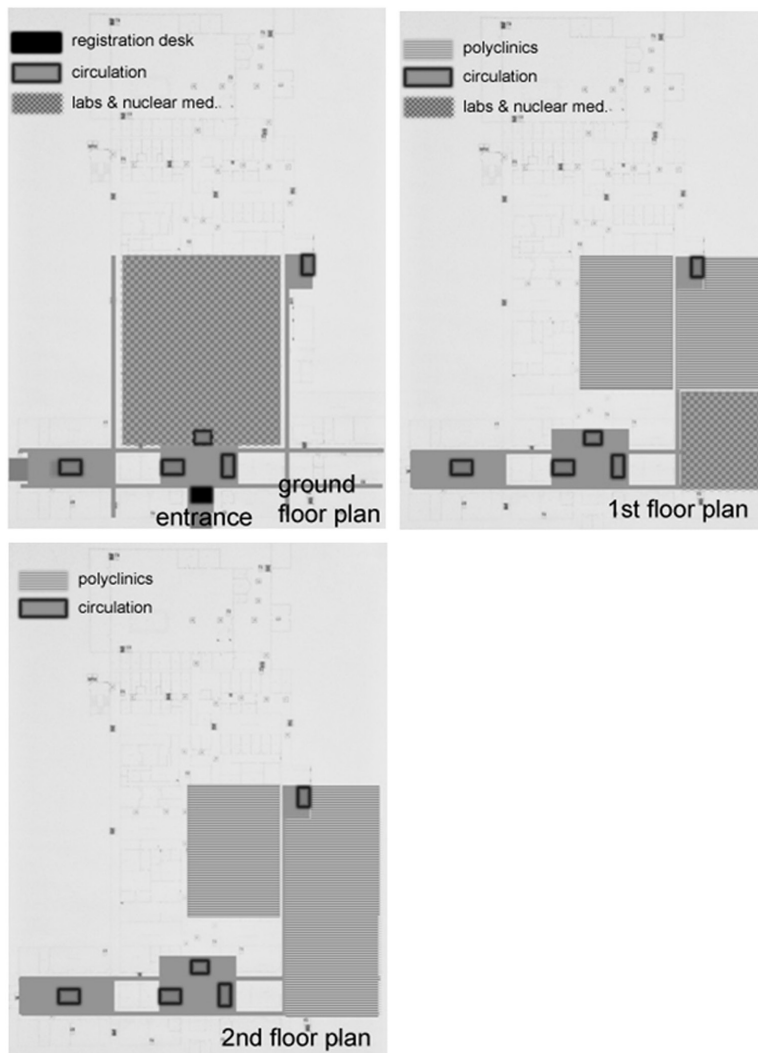 registration desk
circulation
labs & nuclear med..
entrance
ground
floor plan
polyclinics
circulation
labs & nuclear med.
1st floor plan
polyclinics
circulation
2nd floor plan